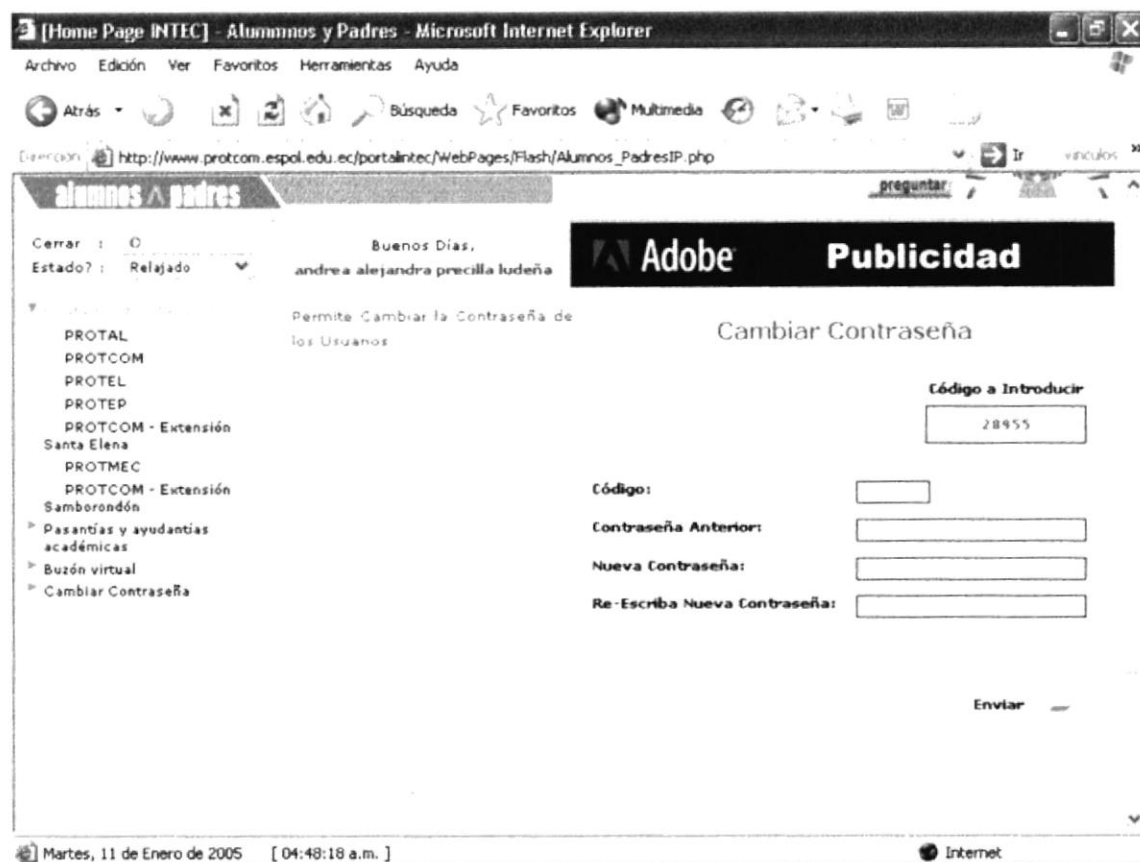 [Home Page INTEC] - Alummnos y Padres - Microsoft Internet Explorer
Archivo Edición Ver Favoritos Herramientas Ayuda
Atrás Búsqueda Favoritos Multimedia
Dirección http://www.protcom.espol.edu.ec/portalintec/WebPages/Flash/Alumnos_PadresIP.php Ir vínculos »
alumnos ^ padres
preguntar
Cerrar :
Estado? : Relajado
Buenos Días,
andrea alejandra precilla ludeña
Adobe Publicidad
Permite Cambiar la Contraseña de
los Usuanos
PROTAL
PROTCOM
PROTEL
PROTEP
PROTCOM - Extensión
Santa Elena
PROTMEC
PROTCOM - Extensión
Samborondón
Pasantías y ayudantías
académicas
Buzón virtual
Cambiar Contraseña
Cambiar Contraseña
Código a Introducir
28955
Código:
Contraseña Anterior:
Nueva Contraseña:
Re-Escriba Nueva Contraseña:
Enviar
Martes, 11 de Enero de 2005 [ 04:48:18 a.m. ] Internet